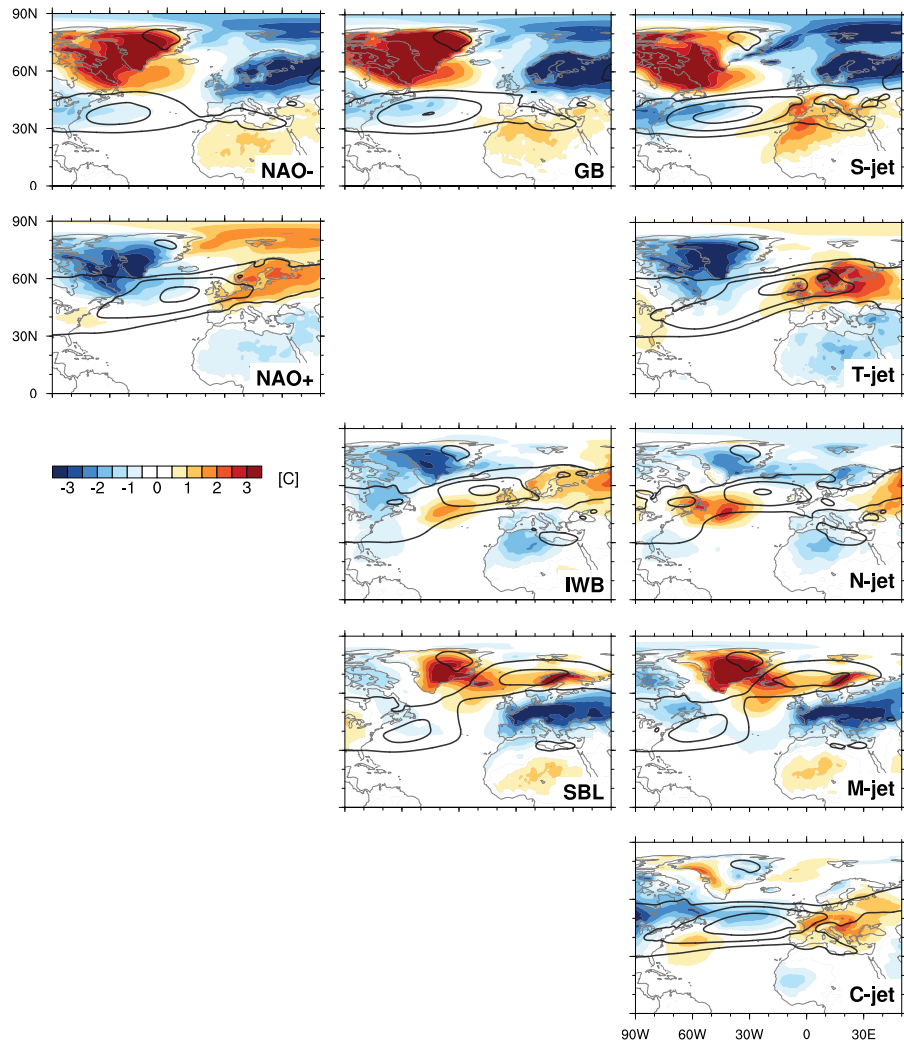 90N
60N
30N
0
NAO-
GB
S-jet
90N
60N
30N
0
NAO+
T-jet
-3 -2 -1 0 1 2 3 [C]
IWB
N-jet
SBL
M-jet
C-jet
90W 60W 30W 0 30E